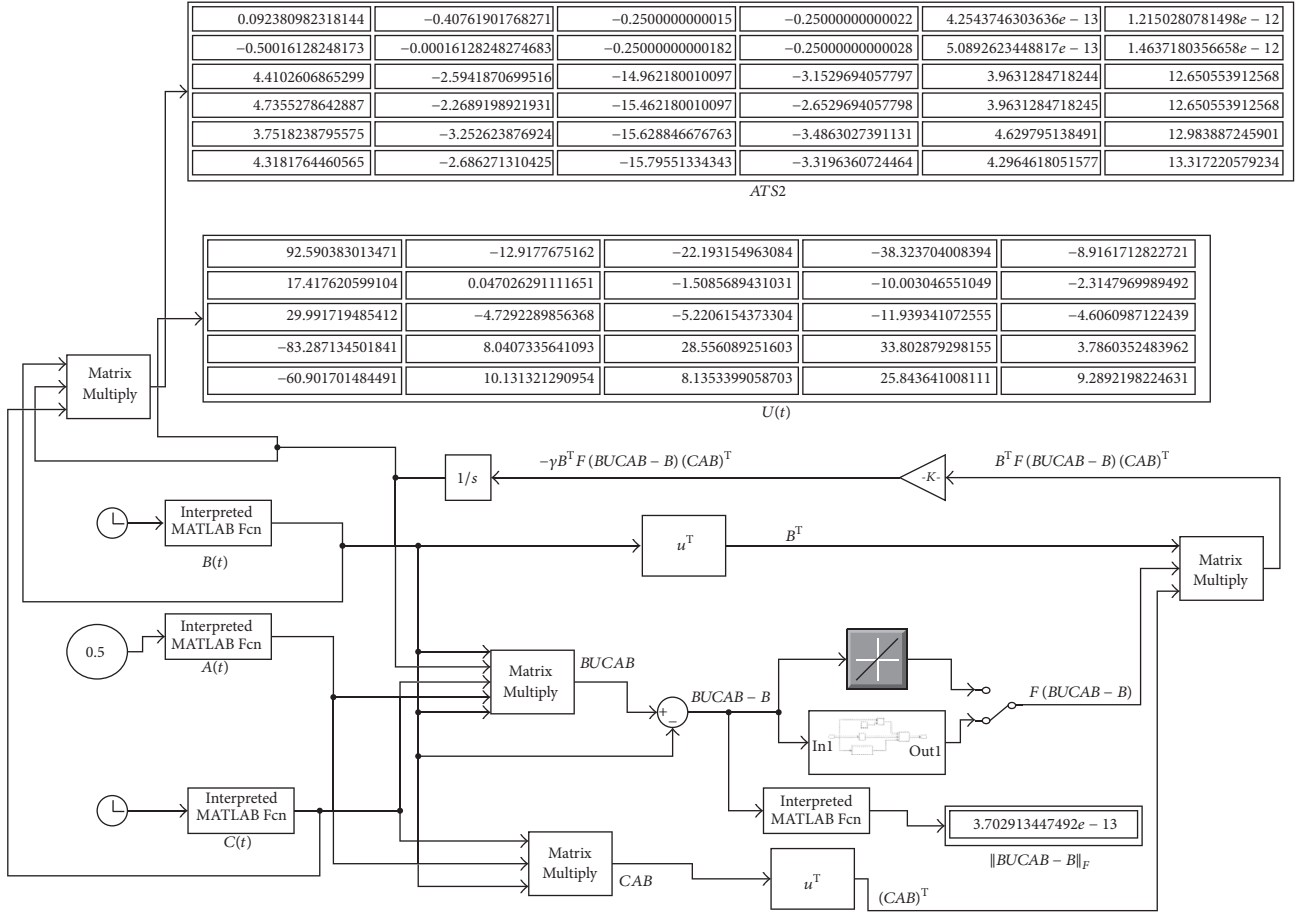 0.092380982318144 −0.40761901768271 −0.2500000000015 −0.25000000000022 4.2543746303636e − 13 1.2150280781498e − 12
−0.50016128248173 −0.00016128248274683 −0.25000000000182 −0.25000000000028 5.0892623448817e − 13 1.4637180356658e − 12
4.4102606865299 −2.5941870699516 −14.962180010097 −3.1529694057797 3.9631284718244 12.650553912568
4.7355278642887 −2.2689198921931 −15.462180010097 −2.6529694057798 3.9631284718245 12.650553912568
3.7518238795575 −3.252623876924 −15.628846676763 −3.4863027391131 4.629795138491 12.983887245901
4.3181764460565 −2.686271310425 −15.79551334343 −3.3196360724464 4.2964618051577 13.317220579234
ATS2
92.590383013471 −12.9177675162 −22.193154963084 −38.323704008394 −8.9161712822721
17.417620599104 0.047026291111651 −1.5085689431031 −10.003046551049 −2.3147969989492
29.991719485412 −4.7292289856368 −5.2206154373304 −11.939341072555 −4.6060987122439
−83.287134501841 8.0407335641093 28.556089251603 33.802879298155 3.7860352483962
−60.901701484491 10.131321290954 8.1353399058703 25.843641008111 9.2892198224631
U(t)
Matrix
Multiply
−γBᵀF (BUCAB − B) (CAB)ᵀ
BᵀF (BUCAB − B) (CAB)ᵀ
1/s
-K-
Interpreted
MATLAB Fcn
B(t)
uᵀ
Bᵀ
Matrix
Multiply
0.5
Interpreted
MATLAB Fcn
A(t)
Matrix
Multiply
BUCAB
+
−
BUCAB − B
In1
Out1
F (BUCAB − B)
Interpreted
MATLAB Fcn
C(t)
Interpreted
MATLAB Fcn
3.702913447492e − 13
‖BUCAB − B‖F
Matrix
Multiply
CAB
uᵀ
(CAB)ᵀ